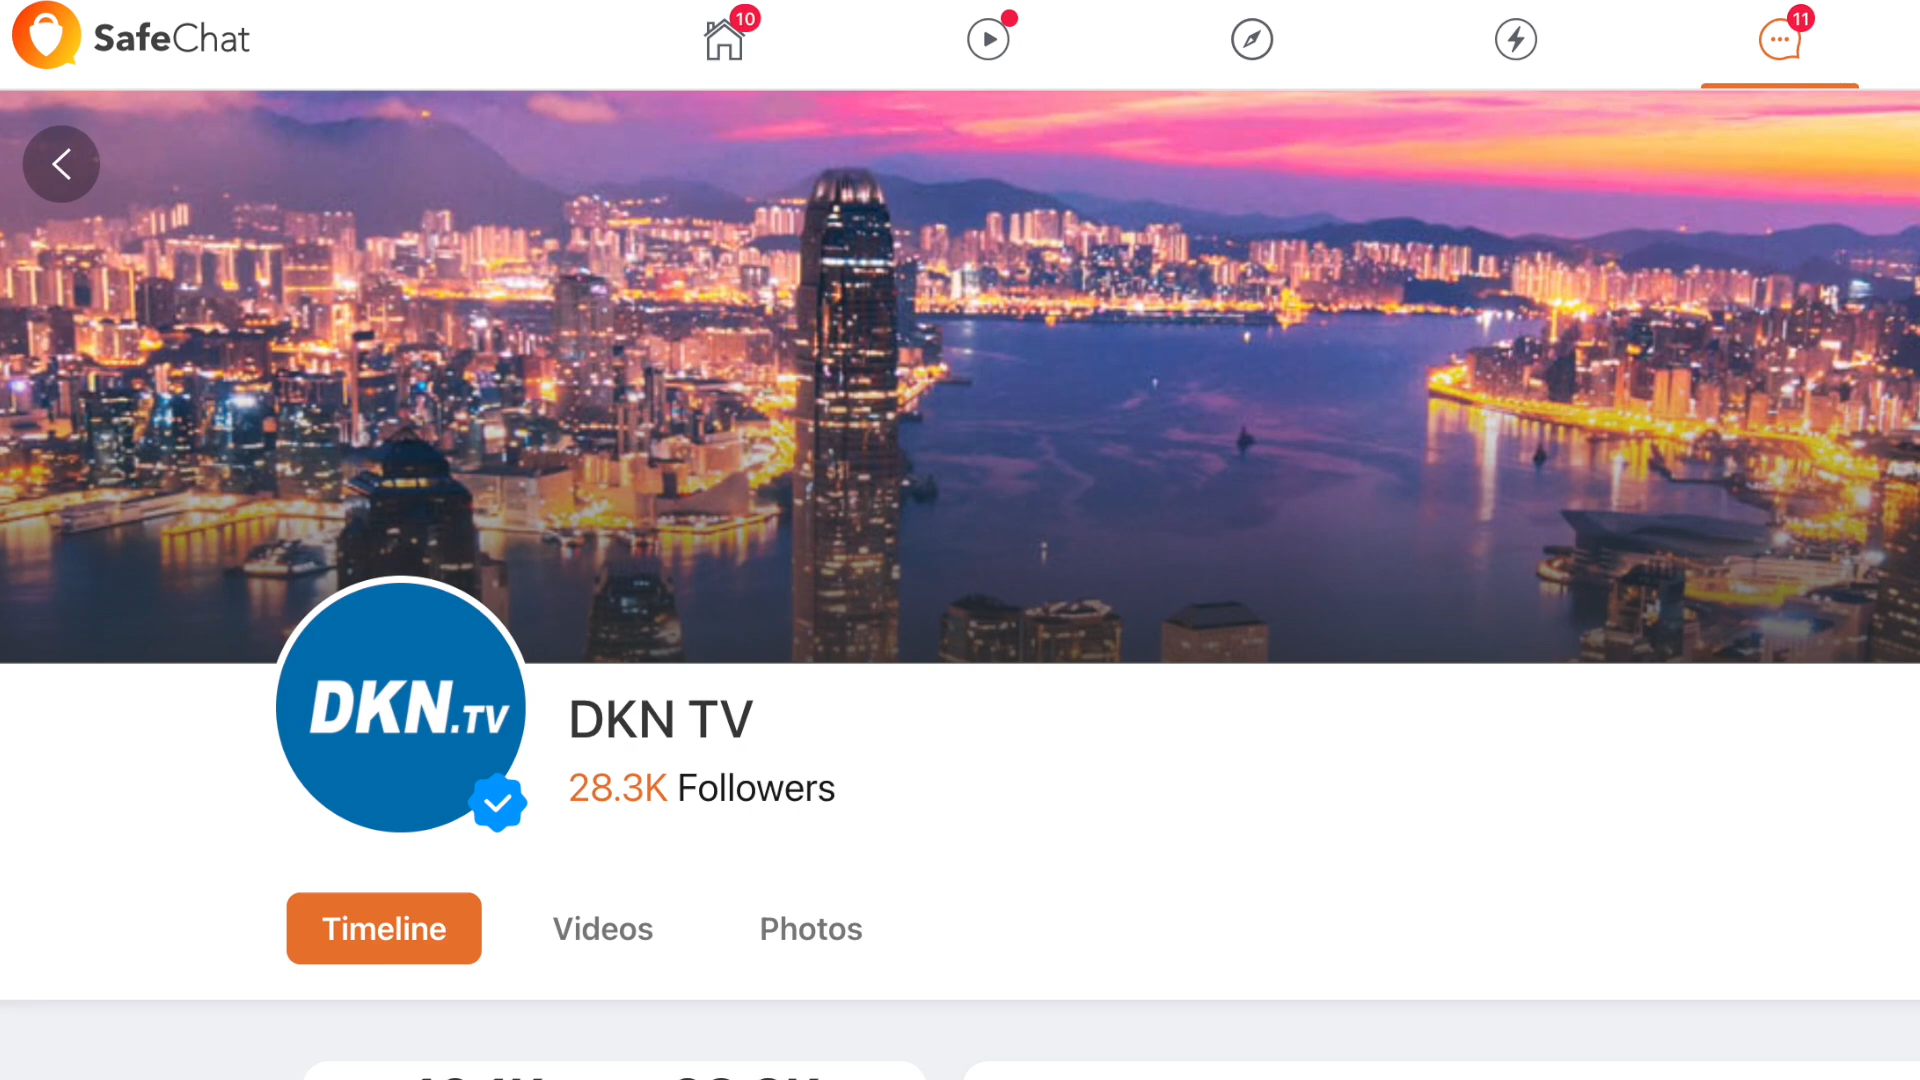 SafeChat
10
11
DKN.TV
DKN TV
28.3K Followers
Timeline
Videos
Photos